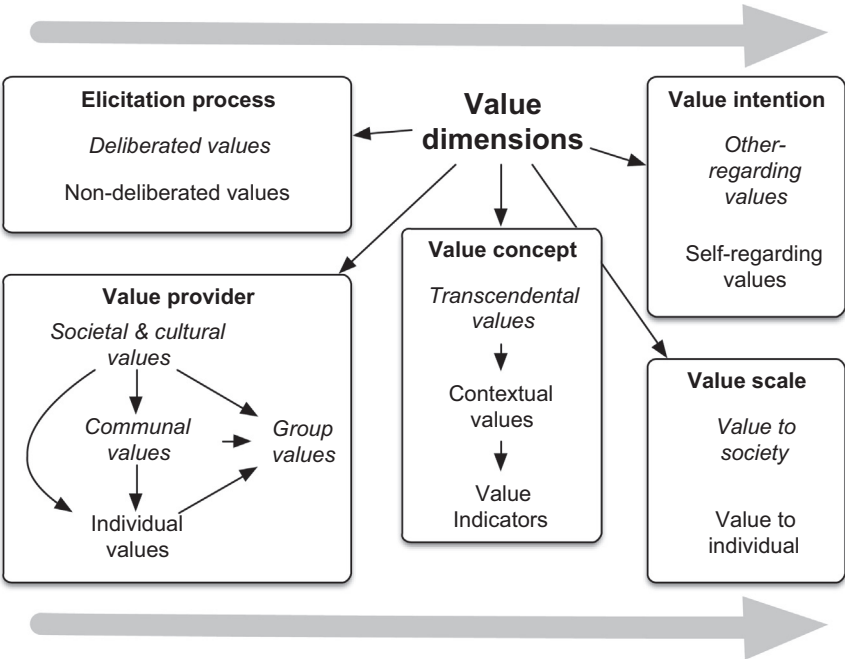 Elicitation process
Deliberated values
Non-deliberated values
Value
dimensions
Value intention
Other-
regarding
values
Self-regarding
values
Value provider
Societal & cultural
values
Communal
values
Group
values
Individual
values
Value concept
Transcendental
values
Contextual
values
Value
Indicators
Value scale
Value to
society
Value to
individual